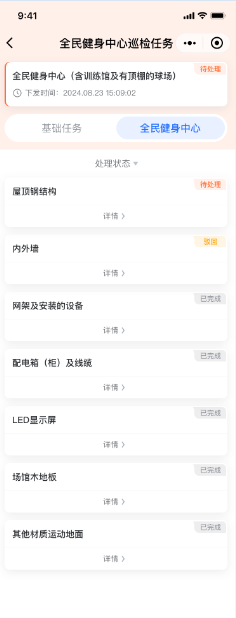 9:41
全民健身中心巡检任务
待处理
全民健身中心（含训练馆及有顶棚的球场）
下发时间：2024.08.23 15:09:02
基础任务
全民健身中心
处理状态
待处理
屋顶钢结构
详情
内外墙
详情
已完成
网架及安装的设备
详情
已完成
配电箱（柜）及线缆
详情
已完成
LED显示屏
详情
已完成
场馆木地板
详情
已完成
其他材质运动地面
详情